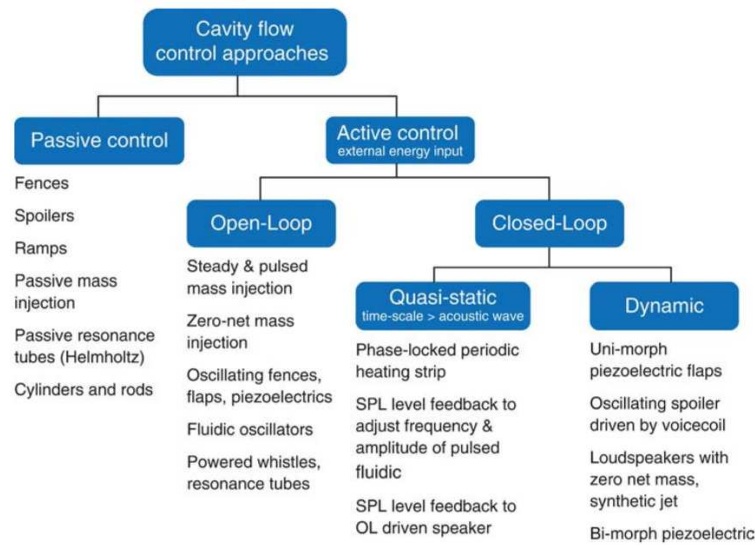 Cavity flow
control approaches
Passive control
Fences
Spoilers
Ramps
Passive mass
injection
Passive resonance
tubes (Helmholtz)
Cylinders and rods
Active control
external energy input
Open-Loop
Steady & pulsed
mass injection
Zero-net mass
injection
Oscillating fences,
flaps, piezoelectrics
Fluidic oscillators
Powered whistles,
resonance tubes
Closed-Loop
Quasi-static
time-scale > acoustic wave
Phase-locked periodic
heating strip
SPL level feedback to
adjust frequency &
amplitude of pulsed
fluidic
SPL level feedback to
OL driven speaker
Dynamic
Uni-morph
piezoelectric flaps
Oscillating spoiler
driven by voicecoil
Loudspeakers with
zero net mass,
synthetic jet
Bi-morph piezoelectric